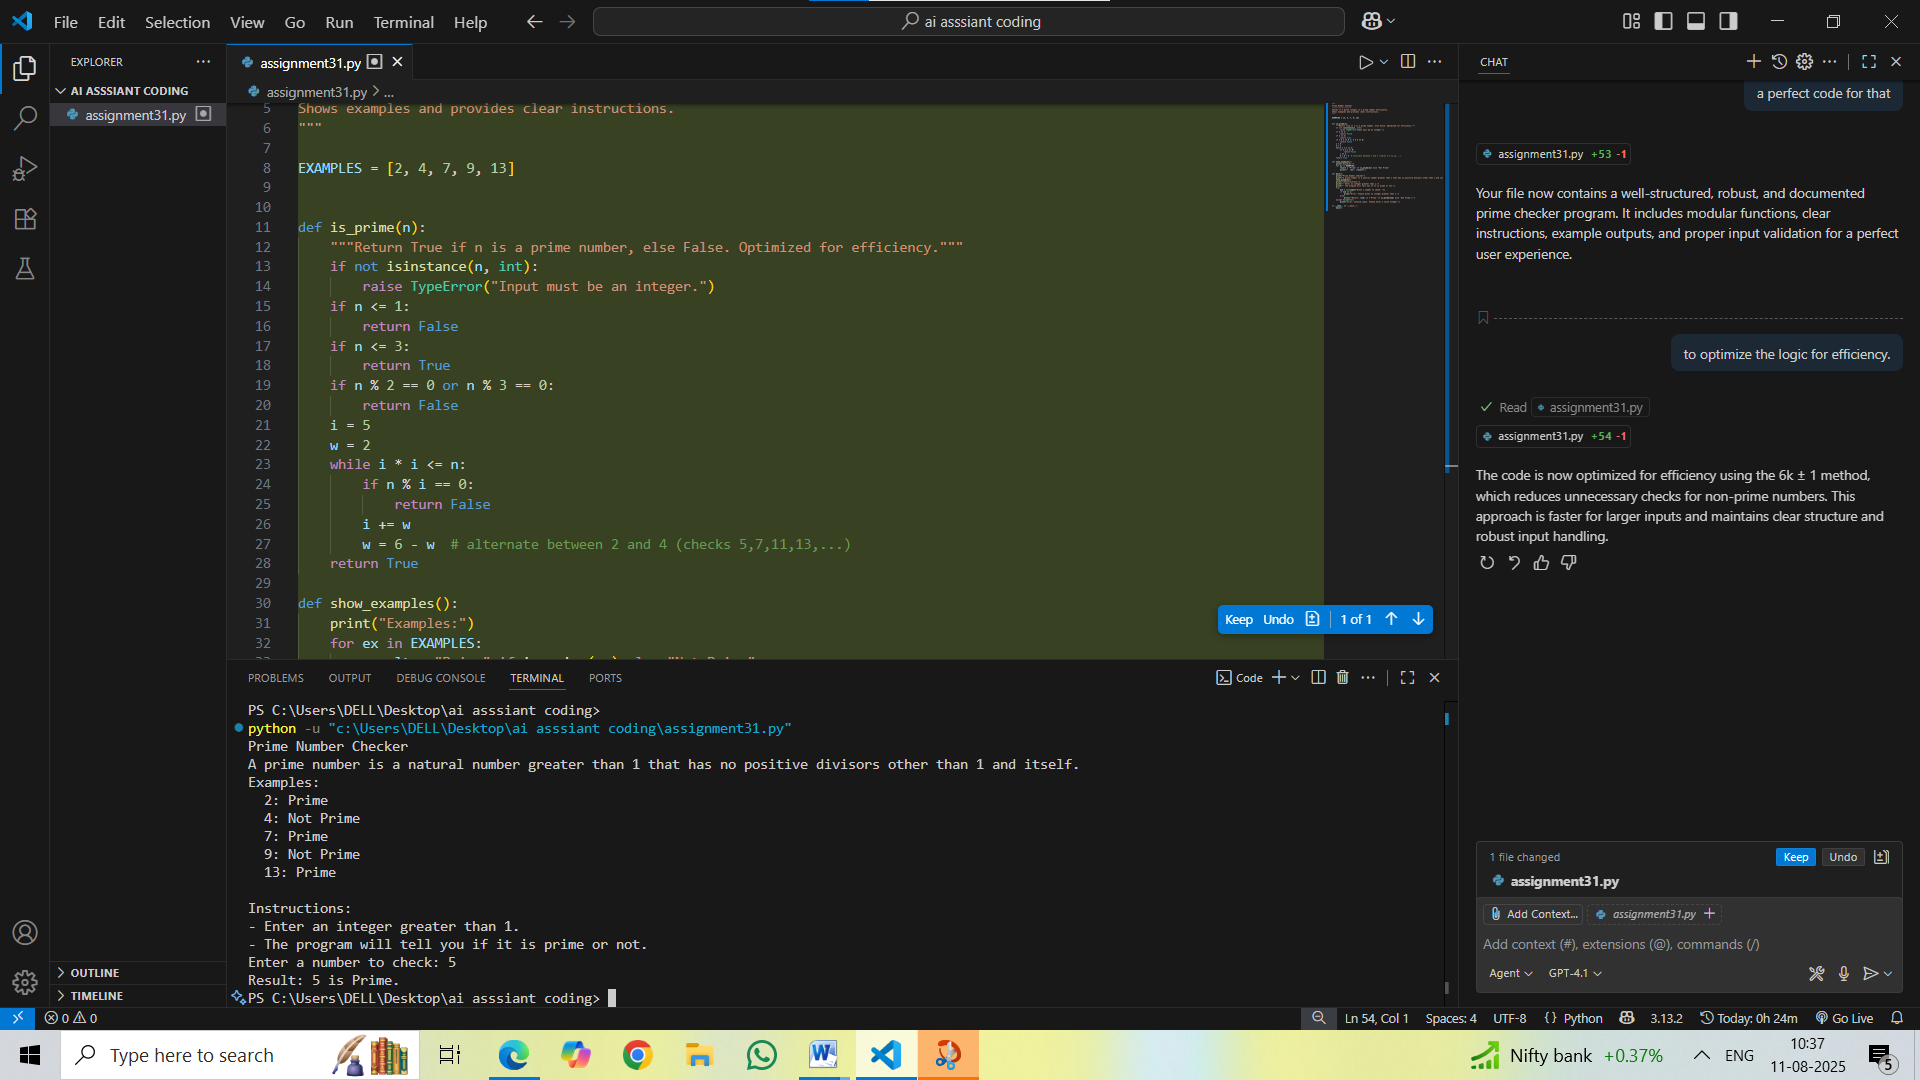 File Edit Selection View Go Run Terminal Help
ai asssiant coding
EXPLORER
AI ASSSIANT CODING
assignment31.py
OUTLINE
TIMELINE
assignment31.py
assignment31.py > ...
5 Shows examples and provides clear instructions.
6 """
7
8 EXAMPLES = [2, 4, 7, 9, 13]
9
10
11 def is_prime(n):
12 """Return True if n is a prime number, else False. Optimized for efficiency."""
13 if not isinstance(n, int):
14 raise TypeError("Input must be an integer.")
15 if n <= 1:
16 return False
17 if n <= 3:
18 return True
19 if n % 2 == 0 or n % 3 == 0:
20 return False
21 i = 5
22 w = 2
23 while i * i <= n:
24 if n % i == 0:
25 return False
26 i += w
27 w = 6 - w # alternate between 2 and 4 (checks 5,7,11,13,...)
28 return True
29
30 def show_examples():
31 print("Examples:")
32 for ex in EXAMPLES:
Keep Undo 1 of 1
PROBLEMS OUTPUT DEBUG CONSOLE TERMINAL PORTS
Code
PS C:\Users\DELL\Desktop\ai asssiant coding>
python -u "c:\Users\DELL\Desktop\ai asssiant coding\assignment31.py"
Prime Number Checker
A prime number is a natural number greater than 1 that has no positive divisors other than 1 and itself.
Examples:
2: Prime
4: Not Prime
7: Prime
9: Not Prime
13: Prime
Instructions:
- Enter an integer greater than 1.
- The program will tell you if it is prime or not.
Enter a number to check: 5
Result: 5 is Prime.
PS C:\Users\DELL\Desktop\ai asssiant coding>
CHAT
a perfect code for that
assignment31.py +53 -1
Your file now contains a well-structured, robust, and documented
prime checker program. It includes modular functions, clear
instructions, example outputs, and proper input validation for a perfect
user experience.
to optimize the logic for efficiency.
Read assignment31.py
assignment31.py +54 -1
The code is now optimized for efficiency using the 6k ± 1 method,
which reduces unnecessary checks for non-prime numbers. This
approach is faster for larger inputs and maintains clear structure and
robust input handling.
1 file changed Keep Undo
assignment31.py
Add Context... assignment31.py
Add context (#), extensions (@), commands (/)
Agent GPT-4.1
0 0 Ln 54, Col 1 Spaces: 4 UTF-8 {} Python 3.13.2 Today: 0h 24m Go Live
Type here to search
Nifty bank +0.37% ENG
10:37
11-08-2025
5